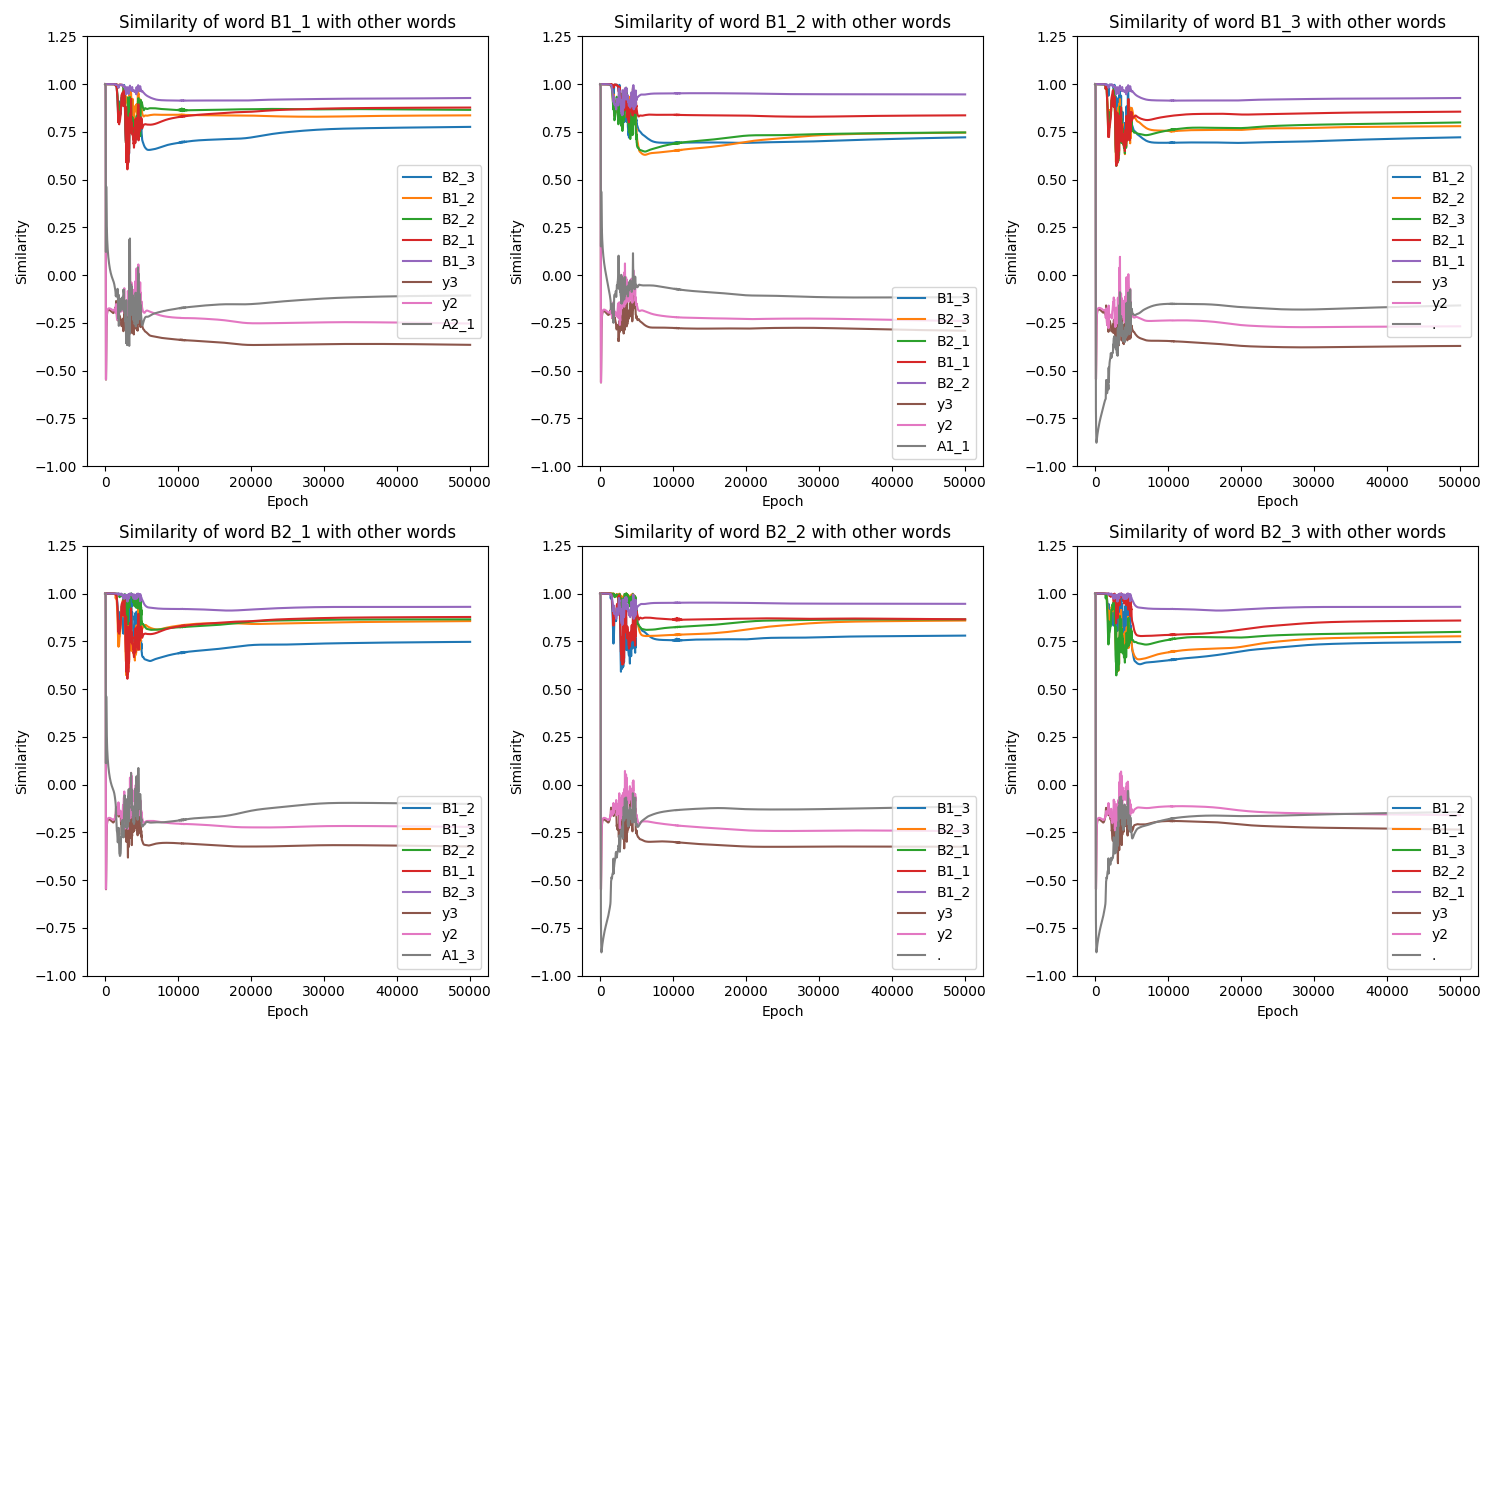 Similarity of word B1_1 with other words
1.25
1.00
0.75
0.50
0.25
0.00
−0.25
−0.50
−0.75
−1.00
Similarity
0 10000 20000 30000 40000 50000
Epoch
B2_3
B1_2
B2_2
B2_1
B1_3
y3
y2
A2_1
Similarity of word B1_2 with other words
1.25
1.00
0.75
0.50
0.25
0.00
−0.25
−0.50
−0.75
−1.00
Similarity
0 10000 20000 30000 40000 50000
Epoch
B1_3
B2_3
B2_1
B1_1
B2_2
y3
y2
A1_1
Similarity of word B1_3 with other words
1.25
1.00
0.75
0.50
0.25
0.00
−0.25
−0.50
−0.75
−1.00
Similarity
0 10000 20000 30000 40000 50000
Epoch
B1_2
B2_2
B2_3
B2_1
B1_1
y3
y2
.
Similarity of word B2_1 with other words
1.25
1.00
0.75
0.50
0.25
0.00
−0.25
−0.50
−0.75
−1.00
Similarity
0 10000 20000 30000 40000 50000
Epoch
B1_2
B1_3
B2_2
B1_1
B2_3
y3
y2
A1_3
Similarity of word B2_2 with other words
1.25
1.00
0.75
0.50
0.25
0.00
−0.25
−0.50
−0.75
−1.00
Similarity
0 10000 20000 30000 40000 50000
Epoch
B1_3
B2_3
B2_1
B1_1
B1_2
y3
y2
.
Similarity of word B2_3 with other words
1.25
1.00
0.75
0.50
0.25
0.00
−0.25
−0.50
−0.75
−1.00
Similarity
0 10000 20000 30000 40000 50000
Epoch
B1_2
B1_1
B1_3
B2_2
B2_1
y3
y2
.